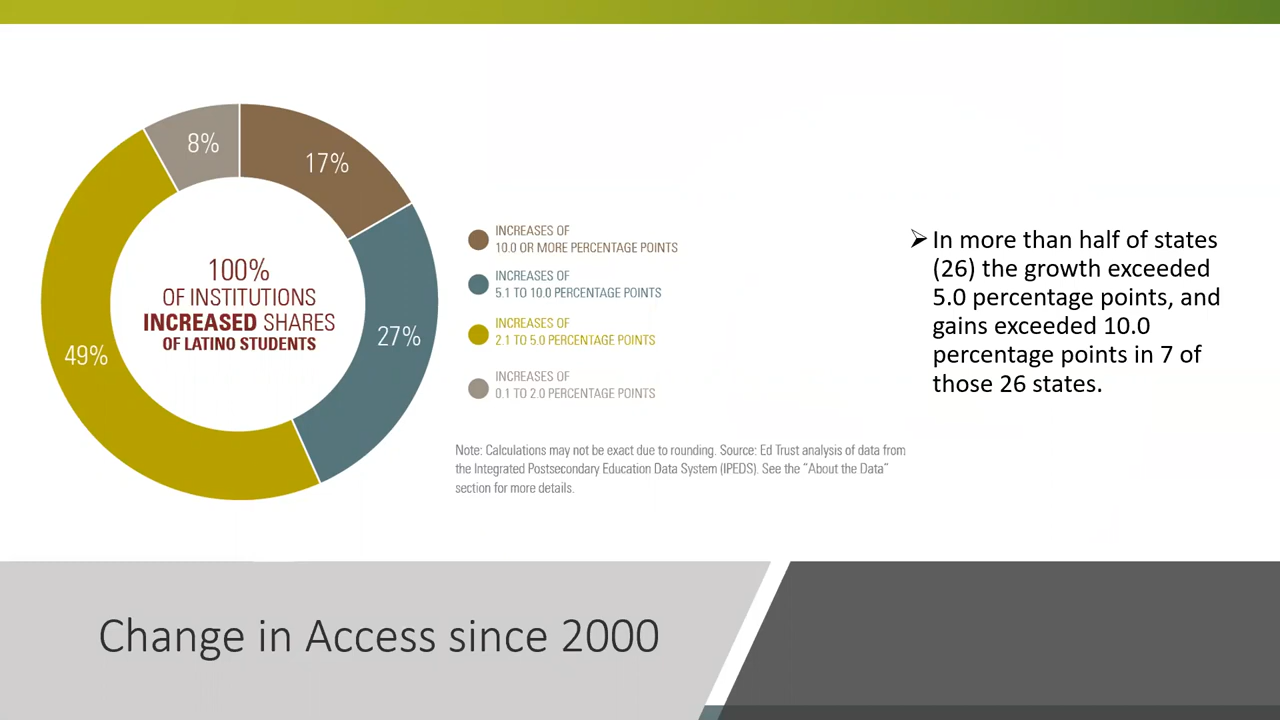 8%
17%
49%
27%
100%
OF INSTITUTIONS
INCREASED SHARES
OF LATINO STUDENTS
INCREASES OF
10.0 OR MORE PERCENTAGE POINTS
INCREASES OF
5.1 TO 10.0 PERCENTAGE POINTS
INCREASES OF
2.1 TO 5.0 PERCENTAGE POINTS
INCREASES OF
0.1 TO 2.0 PERCENTAGE POINTS
Note: Calculations may not be exact due to rounding. Source: Ed Trust analysis of data from
the Integrated Postsecondary Education Data System (IPEDS). See the “About the Data”
section for more details.
In more than half of states
(26) the growth exceeded
5.0 percentage points, and
gains exceeded 10.0
percentage points in 7 of
those 26 states.
Change in Access since 2000